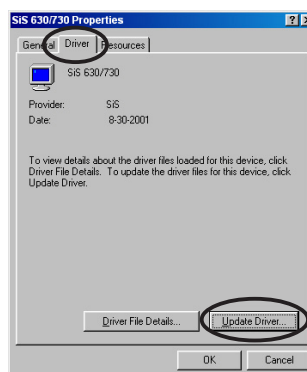 SiS 630/730 Properties
General Driver Resources
SiS 630/730
Provider: SiS
Date: 8-30-2001
To view details about the driver files loaded for this device, click
Driver File Details. To update the driver files for this device, click
Update Driver.
Driver File Details... Update Driver...
OK Cancel